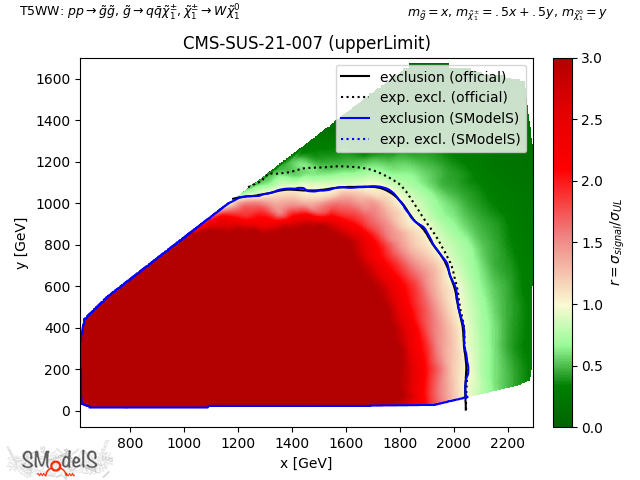 T5WW: pp → g̃g̃, g̃ → qq̄χ̃₁±, χ̃₁± → Wχ̃₁⁰
m_g̃ = x, m_χ̃₁± = .5x + .5y, m_χ̃₁⁰ = y
CMS-SUS-21-007 (upperLimit)
exclusion (official)
exp. excl. (official)
exclusion (SModelS)
exp. excl. (SModelS)
y [GeV]
1600
1400
1200
1000
800
600
400
200
0
800 1000 1200 1400 1600 1800 2000 2200
x [GeV]
3.0
2.5
2.0
1.5
1.0
0.5
0.0
r = σ_signal/σ_UL
SModelS